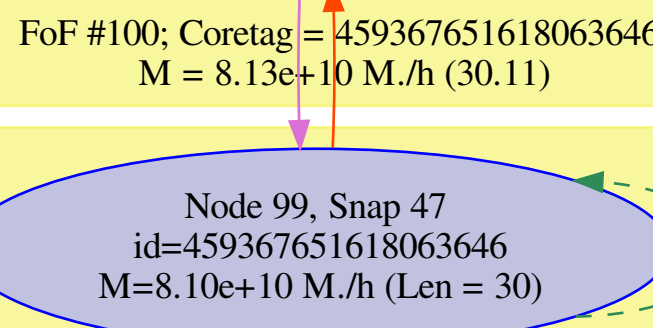 FoF #100; Coretag = 459367651618063646
M = 8.13e+10 M./h (30.11)
Node 99, Snap 47
id=459367651618063646
M=8.10e+10 M./h (Len = 30)